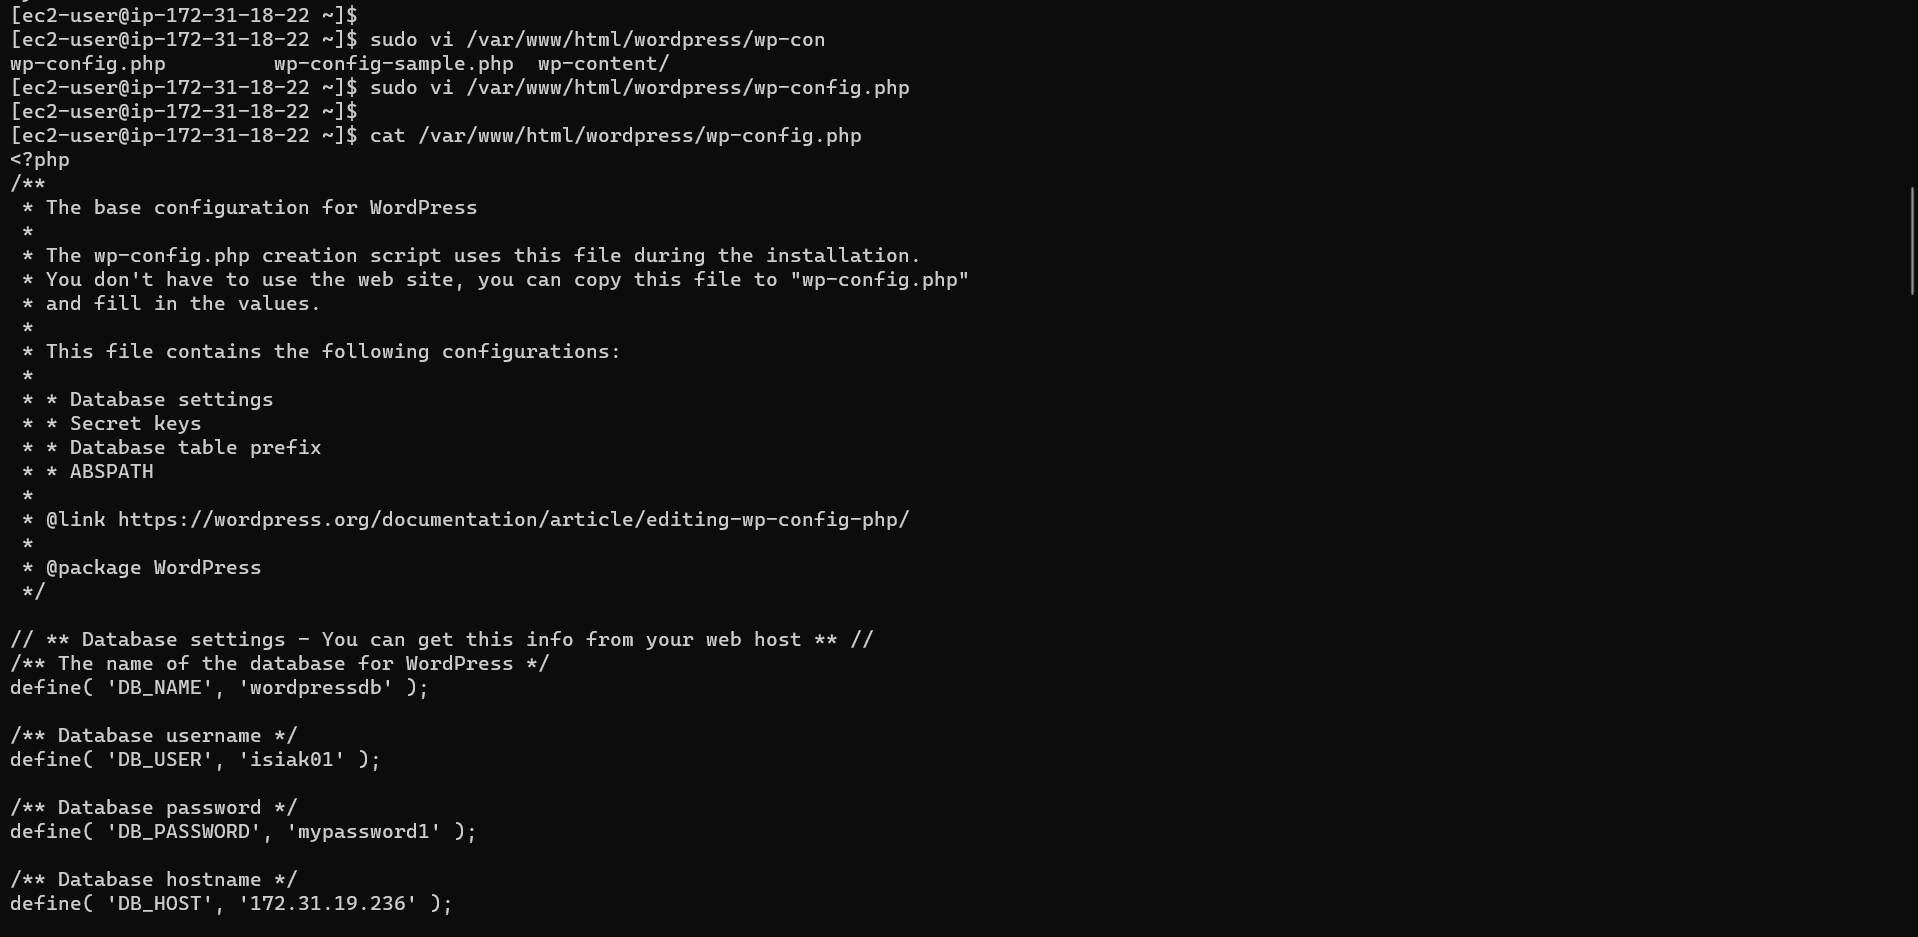 [ec2-user@ip-172-31-18-22 ~]$
[ec2-user@ip-172-31-18-22 ~]$ sudo vi /var/www/html/wordpress/wp-con
wp-config.php         wp-config-sample.php  wp-content/
[ec2-user@ip-172-31-18-22 ~]$ sudo vi /var/www/html/wordpress/wp-config.php
[ec2-user@ip-172-31-18-22 ~]$
[ec2-user@ip-172-31-18-22 ~]$ cat /var/www/html/wordpress/wp-config.php
<?php
/**
 * The base configuration for WordPress
 *
 * The wp-config.php creation script uses this file during the installation.
 * You don't have to use the web site, you can copy this file to "wp-config.php"
 * and fill in the values.
 *
 * This file contains the following configurations:
 *
 * * Database settings
 * * Secret keys
 * * Database table prefix
 * * ABSPATH
 *
 * @link https://wordpress.org/documentation/article/editing-wp-config-php/
 *
 * @package WordPress
 */

// ** Database settings - You can get this info from your web host ** //
/** The name of the database for WordPress */
define( 'DB_NAME', 'wordpressdb' );

/** Database username */
define( 'DB_USER', 'isiak01' );

/** Database password */
define( 'DB_PASSWORD', 'mypassword1' );

/** Database hostname */
define( 'DB_HOST', '172.31.19.236' );